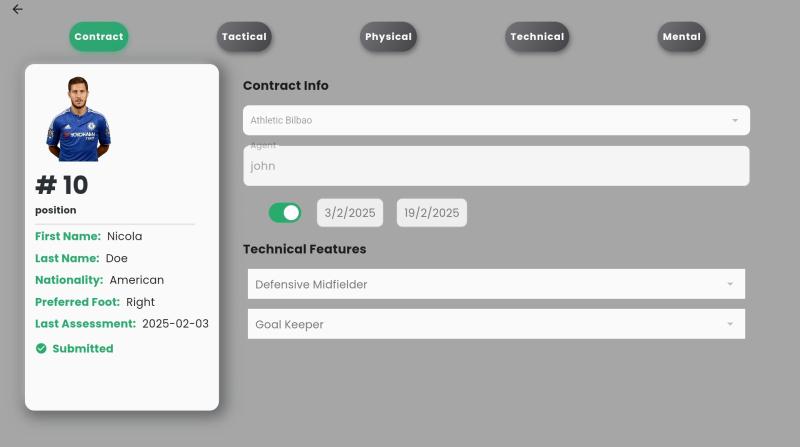 Contract
Tactical
Physical
Technical
Mental
# 10
position
First Name: Nicola
Last Name: Doe
Nationality: American
Preferred Foot: Right
Last Assessment: 2025-02-03
Submitted
Contract Info
Athletic Bilbao
Agent
john
3/2/2025
19/2/2025
Technical Features
Defensive Midfielder
Goal Keeper